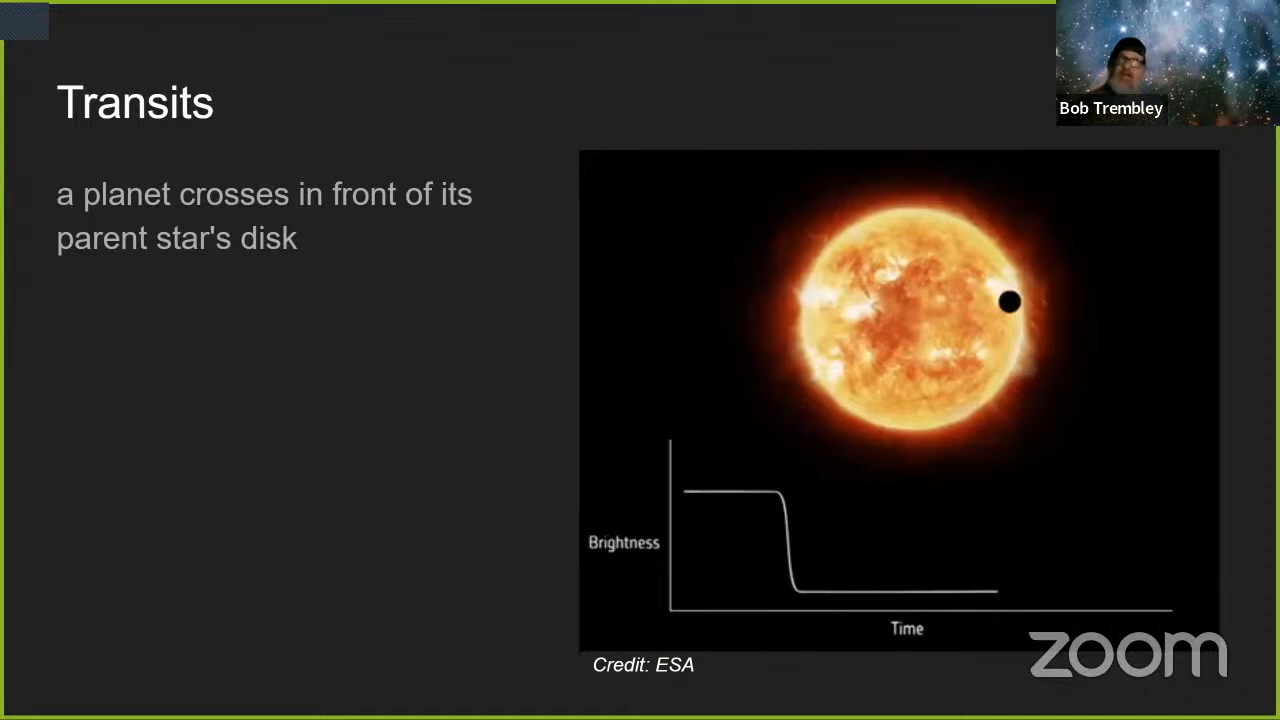 Transits
Bob Trembley
a planet crosses in front of its
parent star's disk
Brightness
Time
Credit: ESA
zoom